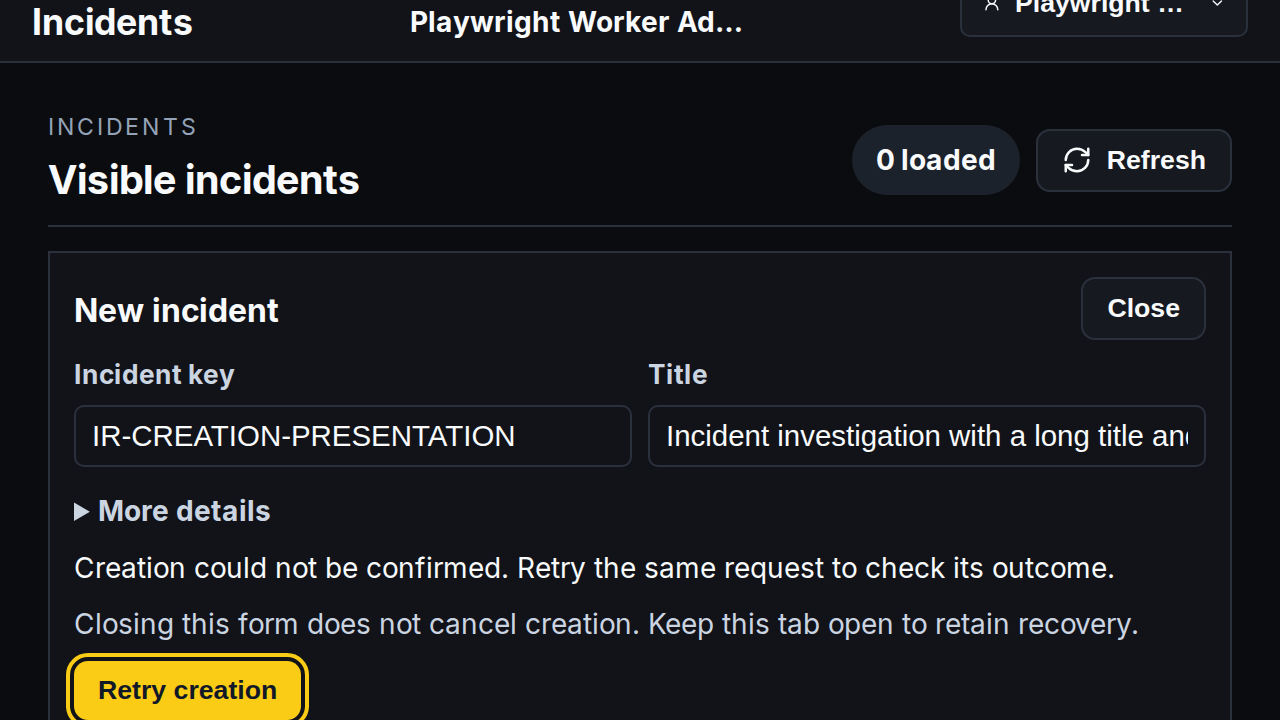 Incidents
Playwright Worker Ad...
Playwright ...
INCIDENTS
Visible incidents
0 loaded
Refresh
New incident
Close
Incident key
Title
IR-CREATION-PRESENTATION
Incident investigation with a long title and
More details
Creation could not be confirmed. Retry the same request to check its outcome.
Closing this form does not cancel creation. Keep this tab open to retain recovery.
Retry creation